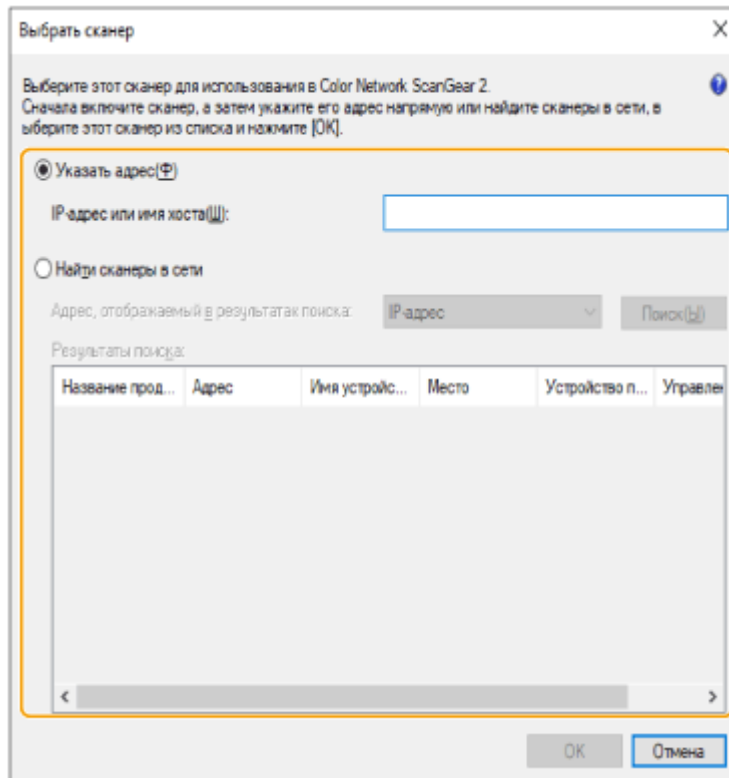 Выбрать сканер
Выберите этот сканер для использования в Color Network ScanGear 2.
Сначала включите сканер, а затем укажите его адрес напрямую или найдите сканеры в сети, в
ыберите этот сканер из списка и нажмите [OK].
Указать адрес(Ф)
IP-адрес или имя хоста(Ш):
Найти сканеры в сети
Адрес, отображаемый в результатах поиска: IP-адрес Поиск(Ы)
Результаты поиска:
Название прод... Адрес Имя устройс... Место Устройство п... Управлен
OK Отмена